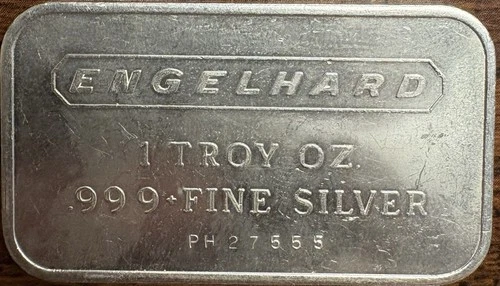 ENGELHARD
1 TROY OZ.
.999+ FINE SILVER
PH27555